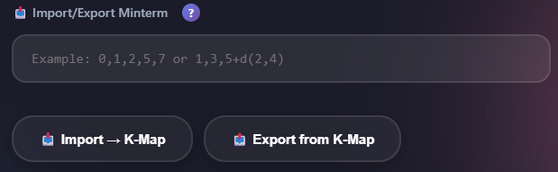 Import/Export Minterm ?
Example: 0,1,2,5,7 or 1,3,5+d(2,4)
Import → K-Map Export from K-Map